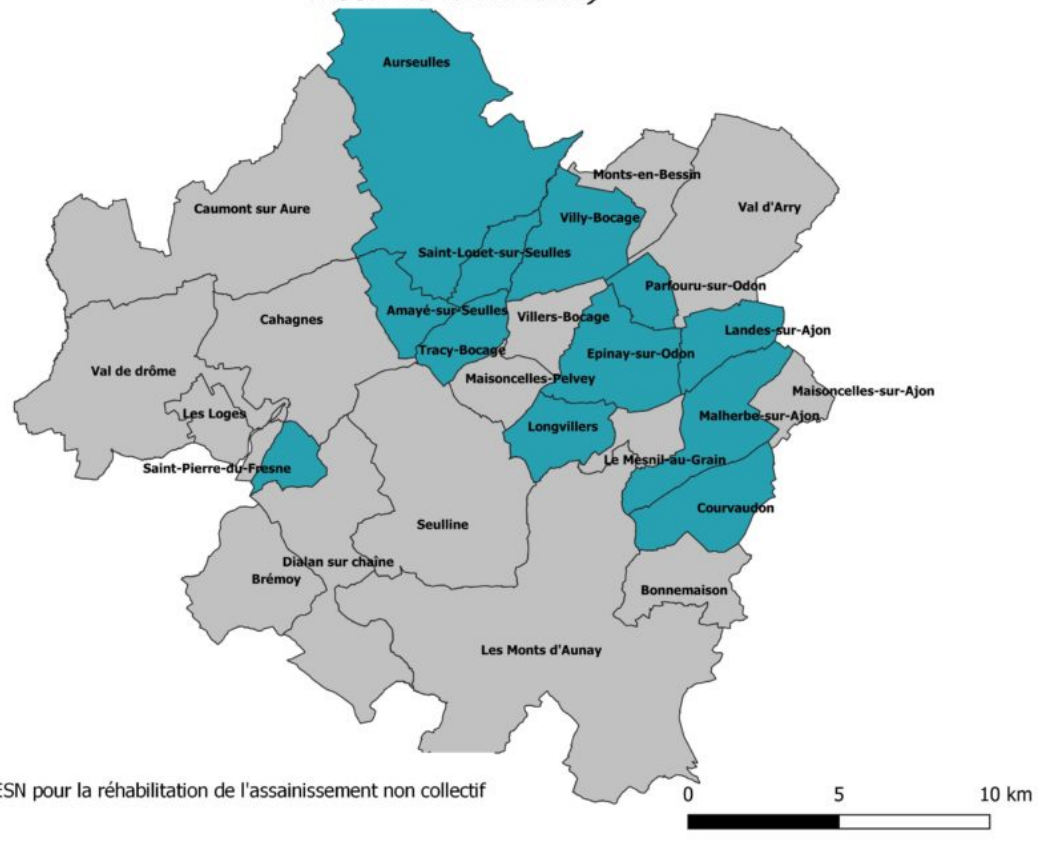 Aurseulles
Monts-en-Bessin
Caumont sur Aure
Val d'Arry
Villy-Bocage
Saint-Louet-sur-Seulles
Parfouru-sur-Odon
Amayé-sur-Seulles
Villers-Bocage
Cahagnes
Landes-sur-Ajon
Tracy-Bocage
Epinay-sur-Odon
Val de drôme
Maisoncelles-Pelvey
Maisoncelles-sur-Ajon
Les Loges
Malherbe-sur-Ajon
Longvillers
Le Mesnil-au-Grain
Saint-Pierre-du-Fresne
Courvaudon
Seulline
Dialan sur chaîne
Brémoy
Bonnemaison
Les Monts d'Aunay
ESN pour la réhabilitation de l'assainissement non collectif
0 5 10 km